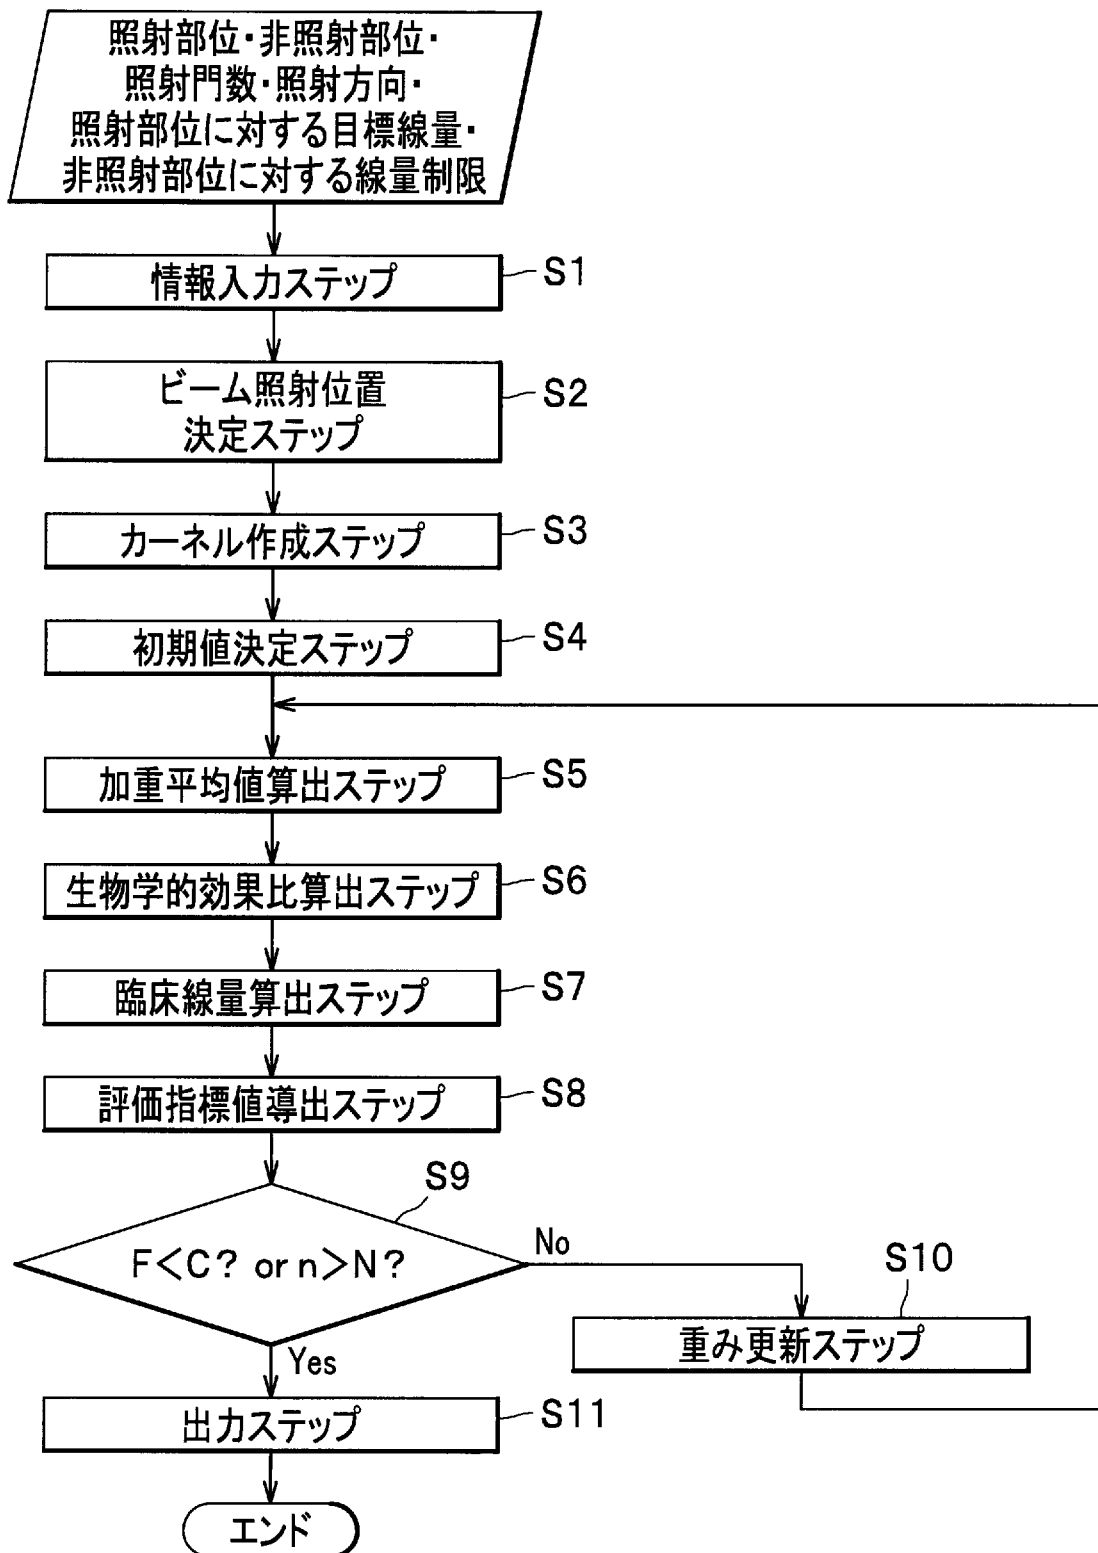 照射部位・非照射部位・
照射門数・照射方向・
照射部位に対する目標線量・
非照射部位に対する線量制限
情報入力ステップ
S1
ビーム照射位置
決定ステップ
S2
カーネル作成ステップ
S3
初期値決定ステップ
S4
加重平均値算出ステップ
S5
生物学的効果比算出ステップ
S6
臨床線量算出ステップ
S7
評価指標値導出ステップ
S8
S9
F<C? or n>N?
No
S10
重み更新ステップ
Yes
出力ステップ
S11
エンド